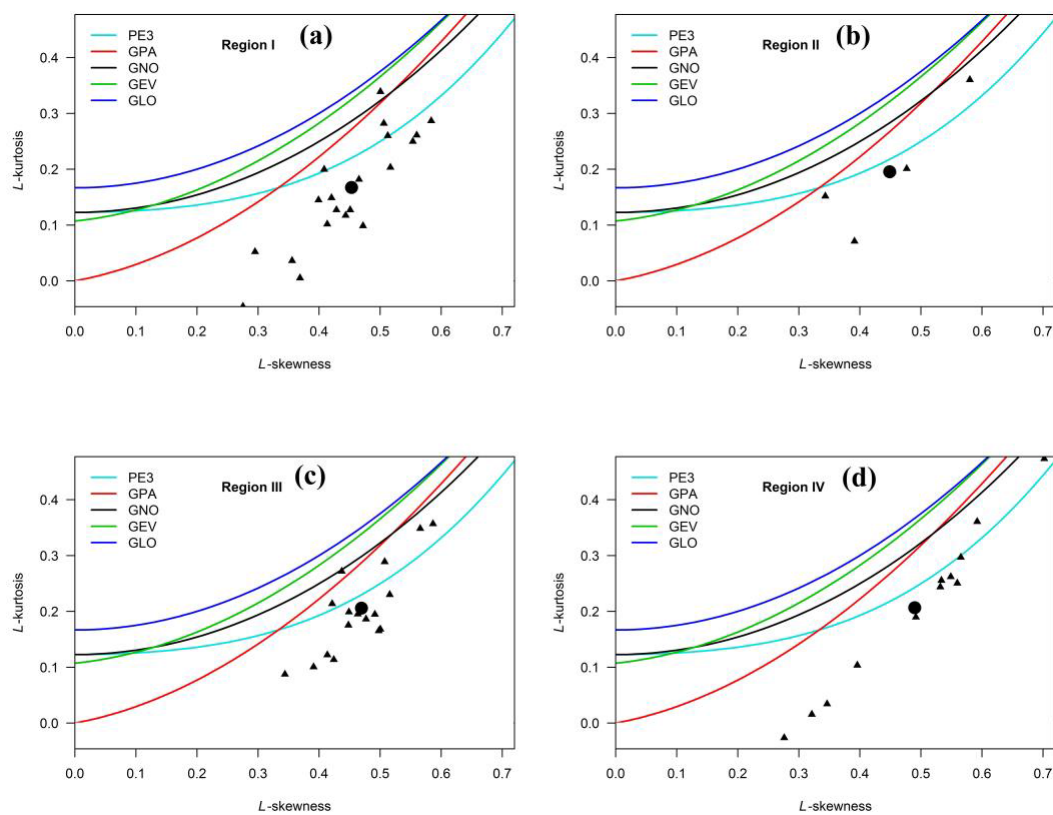 (a)
Region I
PE3
GPA
GNO
GEV
GLO
0.4
0.3
0.2
0.1
0.0
L-kurtosis
0.0 0.1 0.2 0.3 0.4 0.5 0.6 0.7
L-skewness
(b)
Region II
PE3
GPA
GNO
GEV
GLO
0.4
0.3
0.2
0.1
0.0
L-kurtosis
0.0 0.1 0.2 0.3 0.4 0.5 0.6 0.7
L-skewness
(c)
Region III
PE3
GPA
GNO
GEV
GLO
0.4
0.3
0.2
0.1
0.0
L-kurtosis
0.0 0.1 0.2 0.3 0.4 0.5 0.6 0.7
L-skewness
(d)
Region IV
PE3
GPA
GNO
GEV
GLO
0.4
0.3
0.2
0.1
0.0
L-kurtosis
0.0 0.1 0.2 0.3 0.4 0.5 0.6 0.7
L-skewness